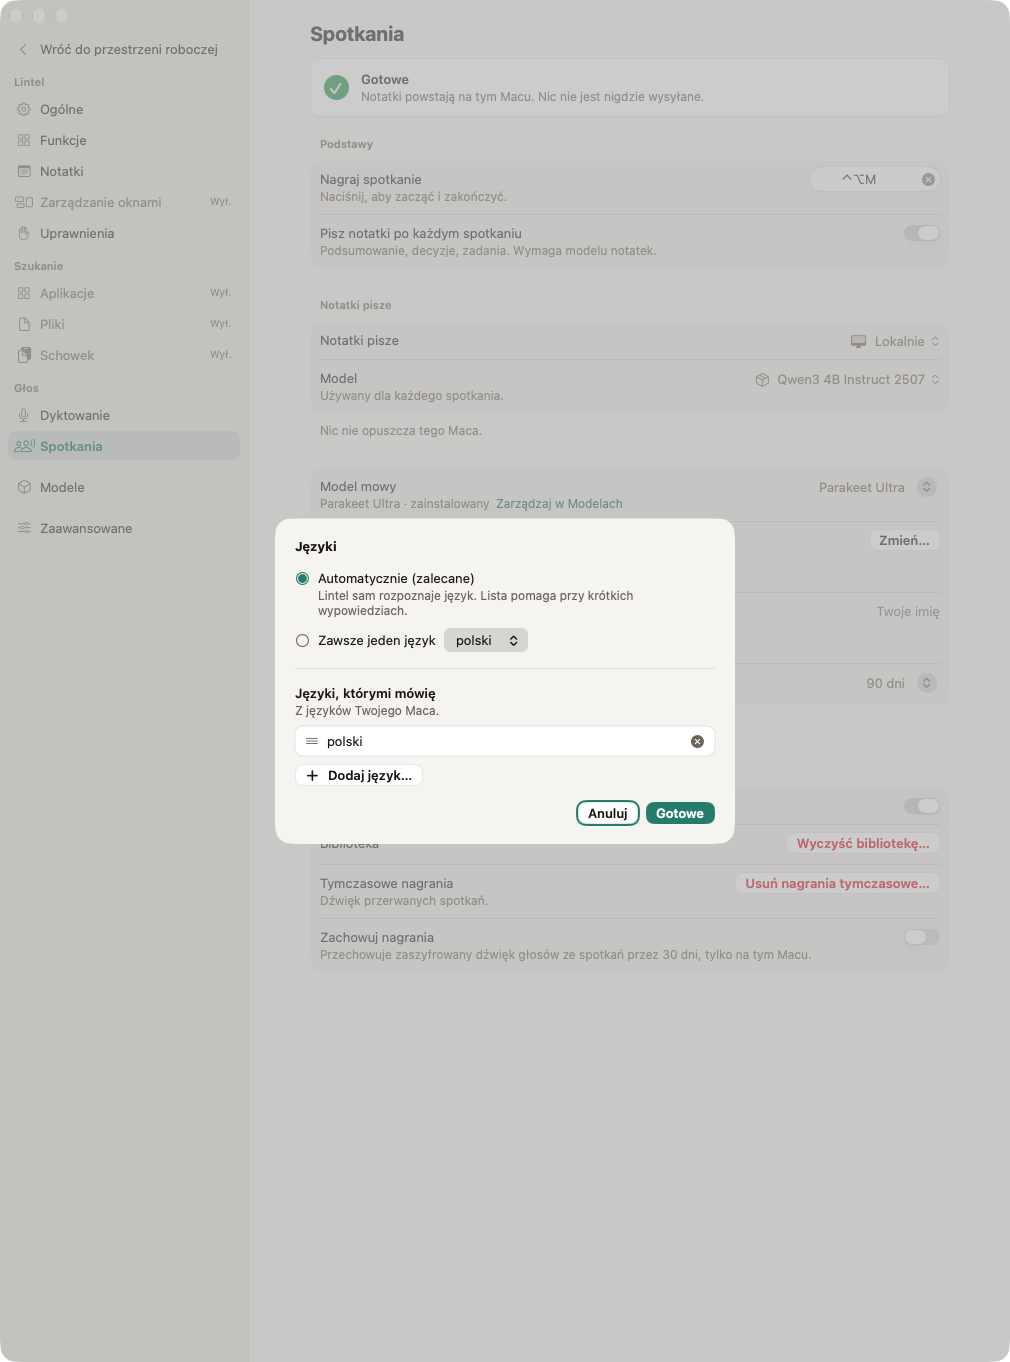 Wróć do przestrzeni roboczej
Lintel
Ogólne
Funkcje
Notatki
Zarządzanie oknami Wył.
Uprawnienia
Szukanie
Aplikacje Wył.
Pliki Wył.
Schowek Wył.
Głos
Dyktowanie
Spotkania
Modele
Zaawansowane
Spotkania
Gotowe
Notatki powstają na tym Macu. Nic nie jest nigdzie wysyłane.
Podstawy
Nagraj spotkanie ⌃⌥M
Naciśnij, aby zacząć i zakończyć.
Pisz notatki po każdym spotkaniu
Podsumowanie, decyzje, zadania. Wymaga modelu notatek.
Notatki pisze
Notatki pisze Lokalnie
Model Qwen3 4B Instruct 2507
Używany dla każdego spotkania.
Nic nie opuszcza tego Maca.
Model mowy Parakeet Ultra
Parakeet Ultra · zainstalowany Zarządzaj w Modelach
Zmień...
Twoje imię
90 dni
Języki
Automatycznie (zalecane)
Lintel sam rozpoznaje język. Lista pomaga przy krótkich
wypowiedziach.
Zawsze jeden język polski
Języki, którymi mówię
Z języków Twojego Maca.
polski
Dodaj język...
Anuluj Gotowe
Biblioteka Wyczyść bibliotekę...
Tymczasowe nagrania Usuń nagrania tymczasowe...
Dźwięk przerwanych spotkań.
Zachowuj nagrania
Przechowuje zaszyfrowany dźwięk głosów ze spotkań przez 30 dni, tylko na tym Macu.